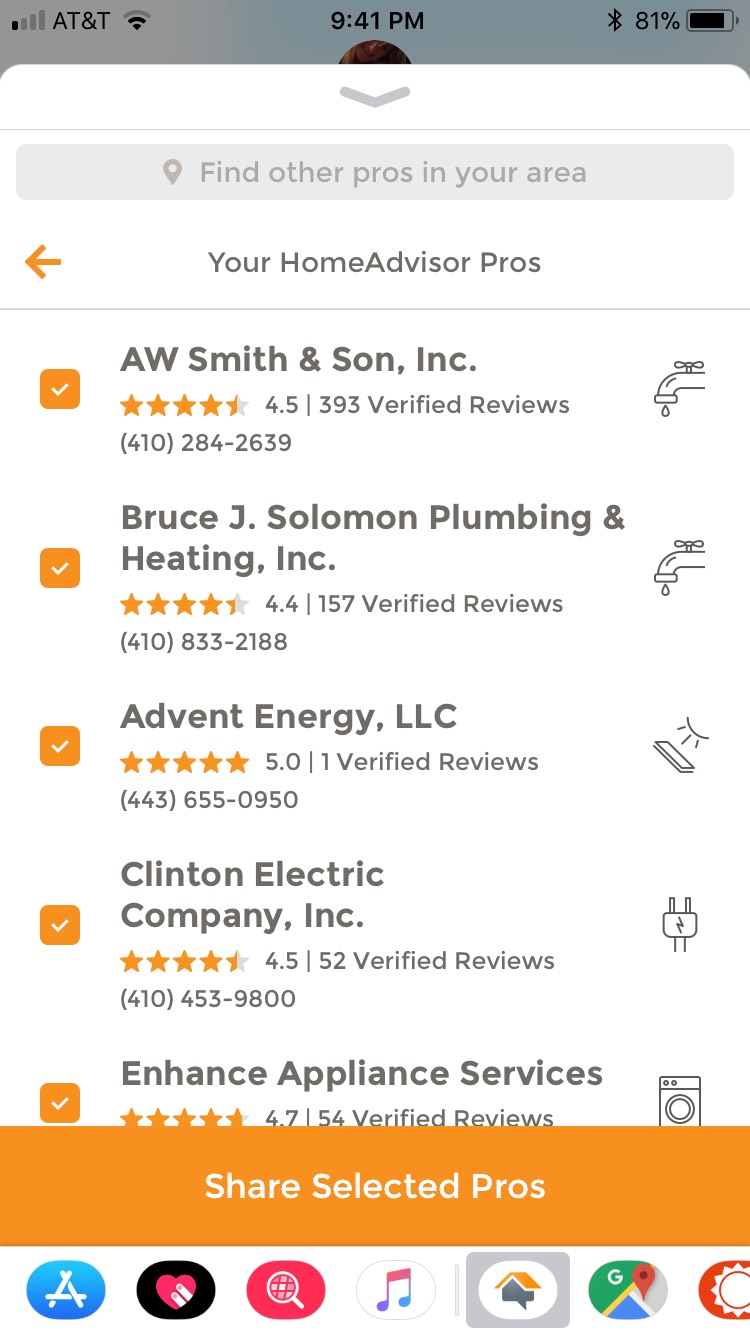 AT&T 9:41 PM 81%
Find other pros in your area
Your HomeAdvisor Pros
AW Smith & Son, Inc.
4.5 | 393 Verified Reviews
(410) 284-2639
Bruce J. Solomon Plumbing &
Heating, Inc.
4.4 | 157 Verified Reviews
(410) 833-2188
Advent Energy, LLC
5.0 | 1 Verified Reviews
(443) 655-0950
Clinton Electric
Company, Inc.
4.5 | 52 Verified Reviews
(410) 453-9800
Enhance Appliance Services
4.7 | 54 Verified Reviews
Share Selected Pros
G